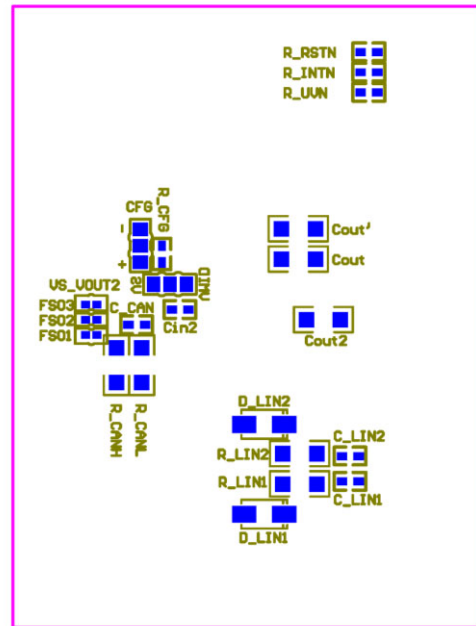 R_RSTN
R_INTN
R_UVN
CFG
R_CFG
-
+
Cout'
Cout
VS_VOUT2
5V
FSO3
FSO2
FSO1
C_CAN
Cin2
Cout2
R_CANH
R_CANL
D_LIN2
R_LIN2
C_LIN2
R_LIN1
C_LIN1
D_LIN1